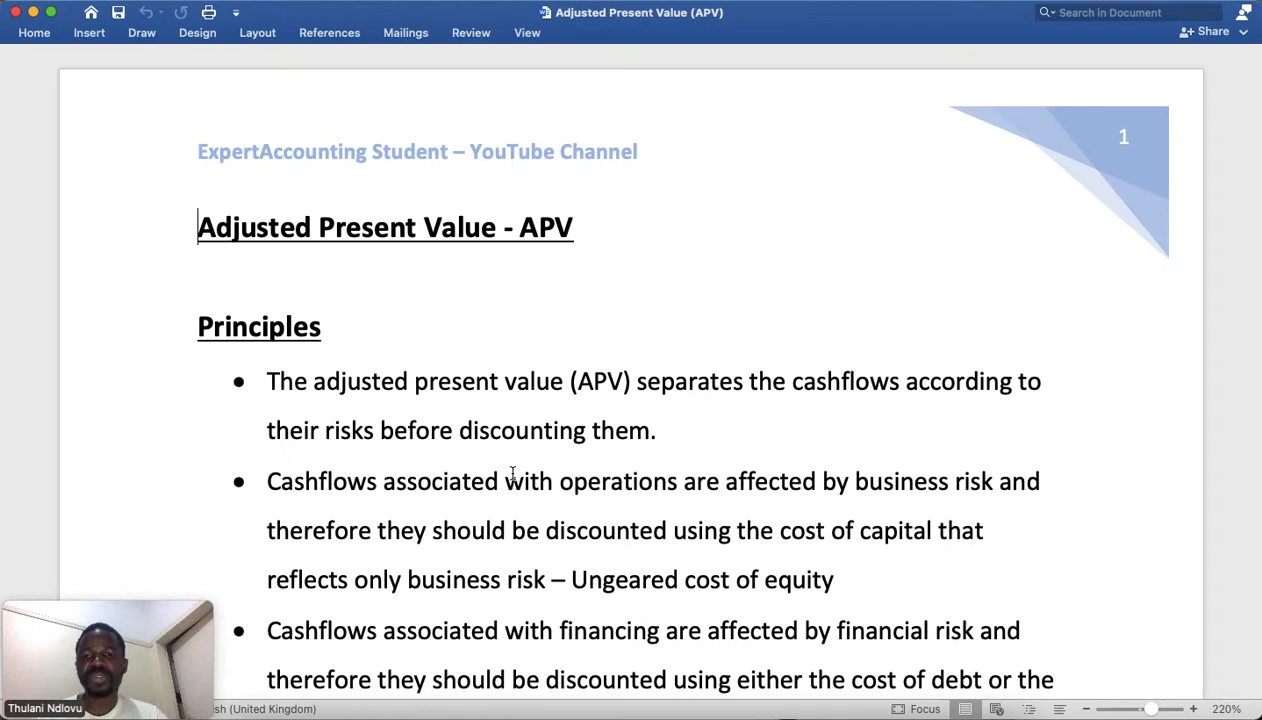 Adjusted Present Value (APV)
Search in Document
Home Insert Draw Design Layout References Mailings Review View
Share
1
ExpertAccounting Student – YouTube Channel
Adjusted Present Value - APV
Principles
• The adjusted present value (APV) separates the cashflows according to
their risks before discounting them.
• Cashflows associated with operations are affected by business risk and
therefore they should be discounted using the cost of capital that
reflects only business risk – Ungeared cost of equity
• Cashflows associated with financing are affected by financial risk and
therefore they should be discounted using either the cost of debt or the
Thulani Ndlovu
(United Kingdom)
Focus
220%